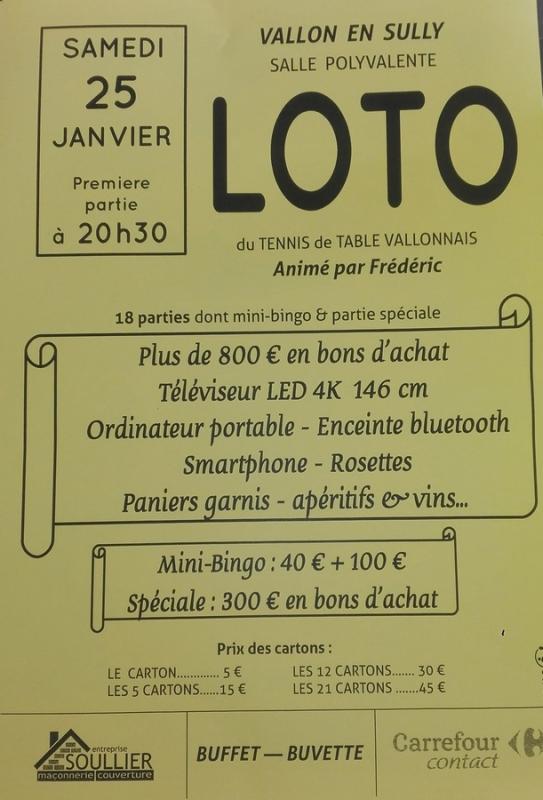 SAMEDI
25
JANVIER
Premiere
partie
à 20h30
VALLON EN SULLY
SALLE POLYVALENTE
LOTO
du TENNIS de TABLE VALLONNAIS
Animé par Frédéric
18 parties dont mini-bingo & partie spéciale
Plus de 800 € en bons d'achat
Téléviseur LED 4K 146 cm
Ordinateur portable - Enceinte bluetooth
Smartphone - Rosettes
Paniers garnis - apéritifs & vins...
Mini-Bingo : 40 € + 100 €
Spéciale : 300 € en bons d'achat
Prix des cartons :
LE CARTON............ 5 € LES 12 CARTONS....... 30 €
LES 5 CARTONS......15 € LES 21 CARTONS .......45 €
entreprise
SOULLIER
maçonnerie couverture
BUFFET — BUVETTE
Carrefour
contact